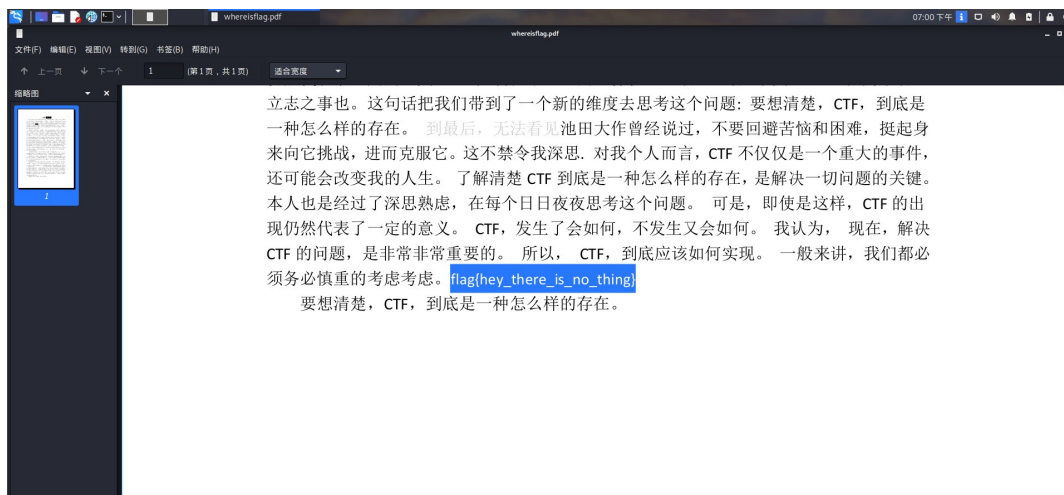 whereisflag.pdf
07:00 下午
whereisflag.pdf
文件(F) 编辑(E) 视图(V) 转到(G) 书签(B) 帮助(H)
上一页 下一个 1 (第1页，共1页) 适合宽度
缩略图
立志之事也。这句话把我们带到了一个新的维度去思考这个问题: 要想清楚，CTF，到底是
一种怎么样的存在。 到最后，无法看见池田大作曾经说过，不要回避苦恼和困难，挺起身
来向它挑战，进而克服它。这不禁令我深思. 对我个人而言，CTF 不仅仅是一个重大的事件，
还可能会改变我的人生。 了解清楚 CTF 到底是一种怎么样的存在，是解决一切问题的关键。
本人也是经过了深思熟虑，在每个日日夜夜思考这个问题。 可是，即使是这样，CTF 的出
现仍然代表了一定的意义。 CTF，发生了会如何，不发生又会如何。 我认为， 现在，解决
CTF 的问题，是非常非常重要的。 所以， CTF，到底应该如何实现。 一般来讲，我们都必
须务必慎重的考虑考虑。flag{hey_there_is_no_thing}
要想清楚，CTF，到底是一种怎么样的存在。
1